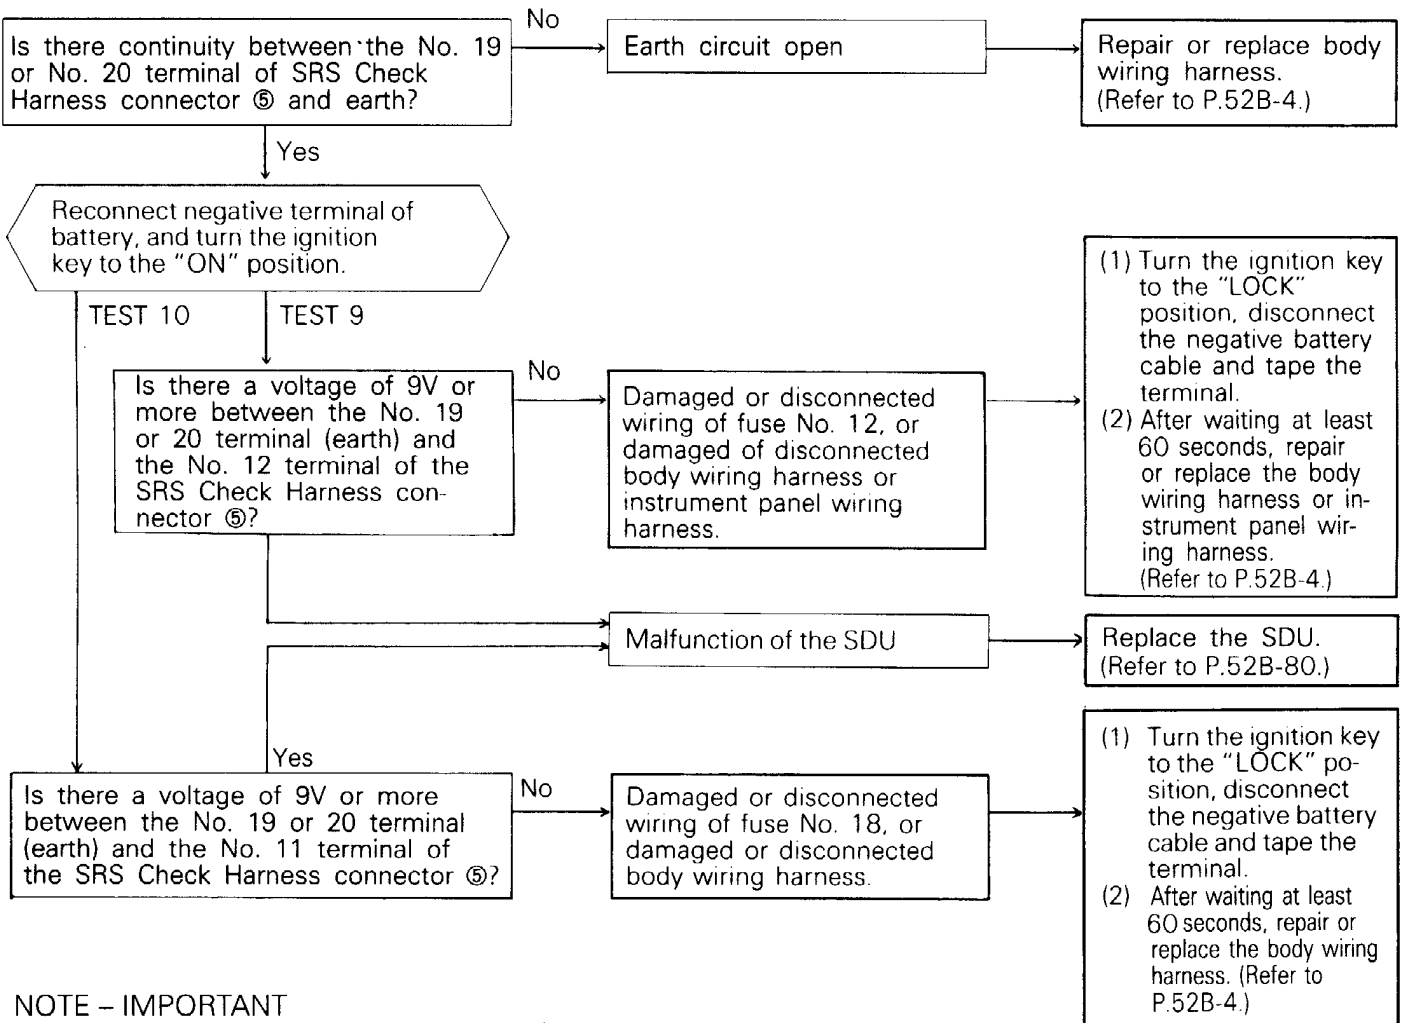 Is there continuity between the No. 19
or No. 20 terminal of SRS Check
Harness connector ⑤ and earth?
No
Earth circuit open
Repair or replace body
wiring harness.
(Refer to P.52B-4.)
Yes
Reconnect negative terminal of
battery, and turn the ignition
key to the "ON" position.
TEST 10
TEST 9
Is there a voltage of 9V or
more between the No. 19
or 20 terminal (earth) and
the No. 12 terminal of the
SRS Check Harness con-
nector ⑤?
No
Damaged or disconnected
wiring of fuse No. 12, or
damaged of disconnected
body wiring harness or
instrument panel wiring
harness.
(1) Turn the ignition key
to the "LOCK"
position, disconnect
the negative battery
cable and tape the
terminal.
(2) After waiting at least
60 seconds, repair
or replace the body
wiring harness or in-
strument panel wir-
ing harness.
(Refer to P.52B-4.)
Malfunction of the SDU
Replace the SDU.
(Refer to P.52B-80.)
Yes
Is there a voltage of 9V or more
between the No. 19 or 20 terminal
(earth) and the No. 11 terminal of
the SRS Check Harness connector ⑤?
No
Damaged or disconnected
wiring of fuse No. 18, or
damaged or disconnected
body wiring harness.
(1) Turn the ignition key
to the "LOCK" po-
sition, disconnect
the negative battery
cable and tape the
terminal.
(2) After waiting at least
60 seconds, repair or
replace the body wiring
harness. (Refer to
P.52B-4.)
NOTE – IMPORTANT